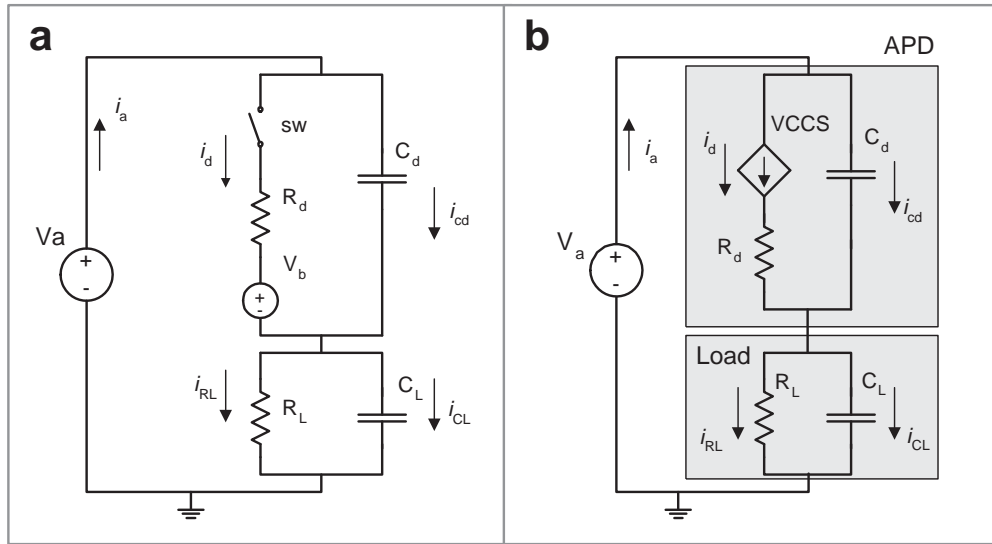 a
i_a
sw
i_d
C_d
R_d
i_cd
Va
+
-
V_b
+
-
i_RL
R_L
C_L
i_CL
b
APD
VCCS
i_a
i_d
C_d
i_cd
V_a
+
-
R_d
Load
R_L
C_L
i_RL
i_CL